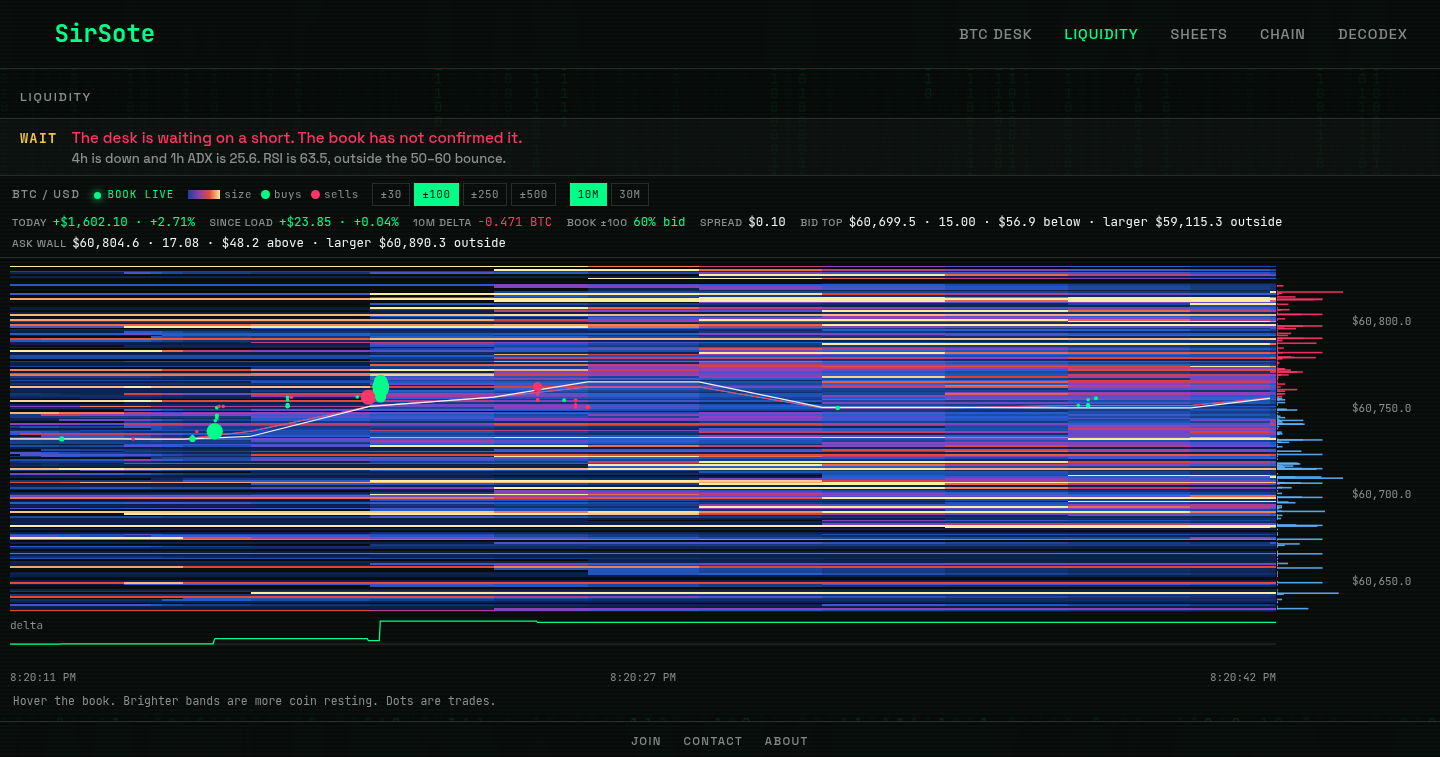 SirSote
BTC DESK LIQUIDITY SHEETS CHAIN DECODEX
LIQUIDITY
WAIT The desk is waiting on a short. The book has not confirmed it.
4h is down and 1h ADX is 25.6. RSI is 63.5, outside the 50–60 bounce.
BTC / USD BOOK LIVE size buys sells ±30 ±100 ±250 ±500 10M 30M
TODAY +$1,602.10 · +2.71% SINCE LOAD +$23.85 · +0.04% 10M DELTA -0.471 BTC BOOK ±100 60% bid SPREAD $0.10 BID TOP $60,699.5 · 15.00 · $56.9 below · larger $59,115.3 outside
ASK WALL $60,804.6 · 17.08 · $48.2 above · larger $60,890.3 outside
$60,800.0
$60,750.0
$60,700.0
$60,650.0
delta
8:20:11 PM 8:20:27 PM 8:20:42 PM
Hover the book. Brighter bands are more coin resting. Dots are trades.
JOIN CONTACT ABOUT